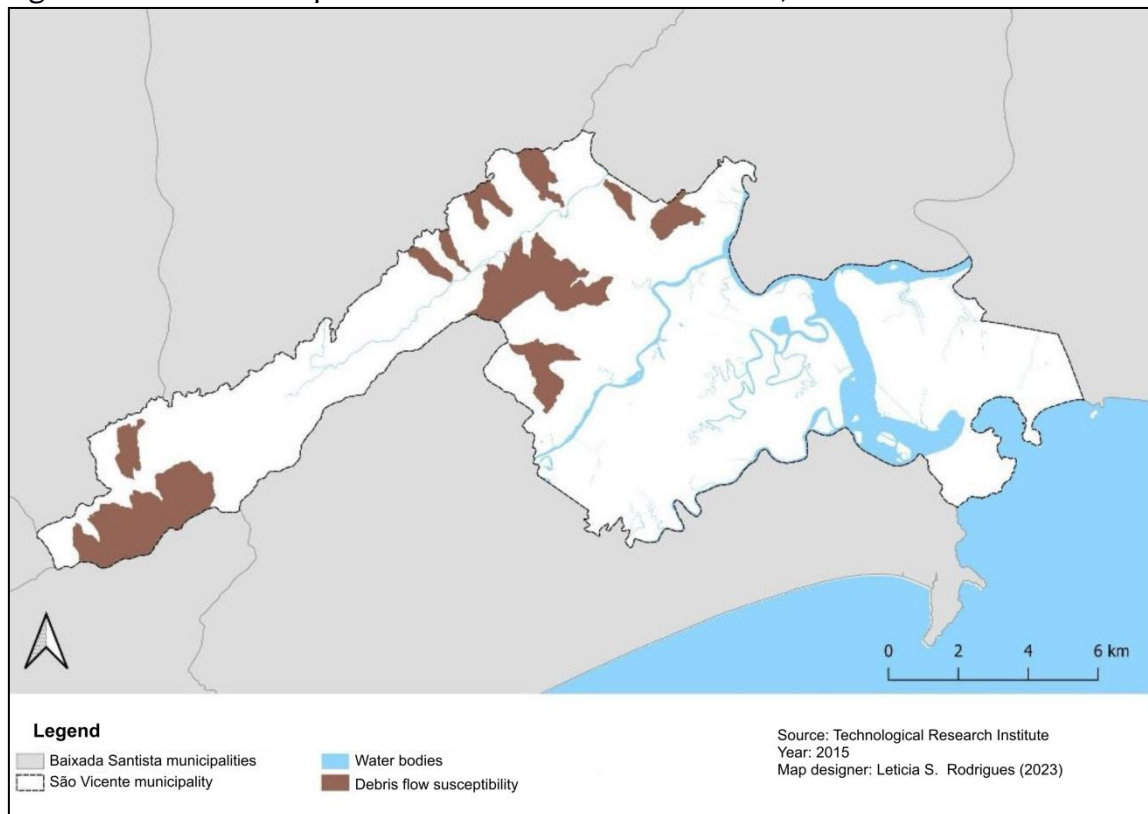 0 2 4 6 km
Legend
Baixada Santista municipalities
São Vicente municipality
Water bodies
Debris flow susceptibility
Source: Technological Research Institute
Year: 2015
Map designer: Leticia S. Rodrigues (2023)